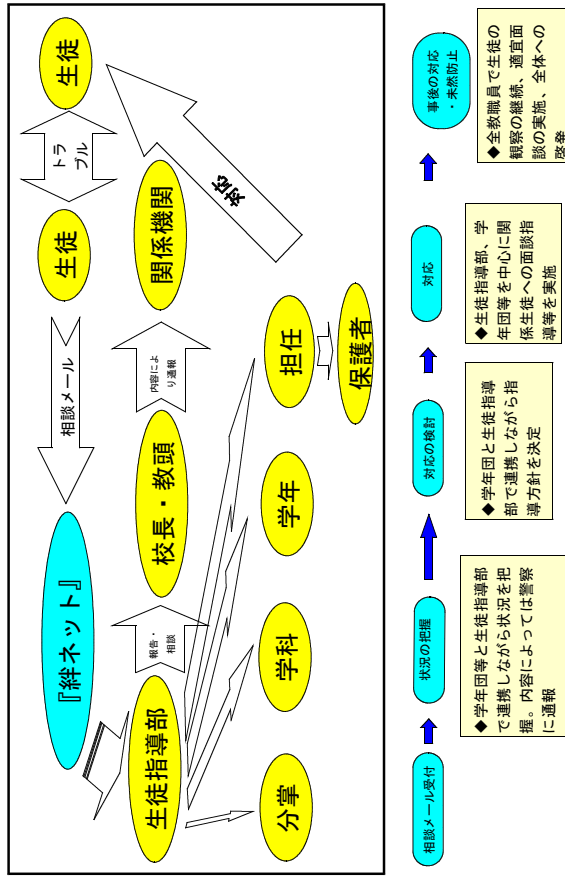 『絆ネット』
相談メール
生徒
トラ
ブル
生徒
生徒指導部
報告・
相談
校長・教頭
内容によ
り通報
関係機関
対応
分掌
学科
学年
担任
保護者
相談メール受付
状況の把握
対応の検討
対応
事後の対応
・未然防止
◆学年団等と生徒指導部
で連携しながら状況を把
握。内容によっては警察
に通報
◆学年団と生徒指導
部で連携しながら指
導方針を決定
◆生徒指導部、学
年団等を中心に関
係生徒への面談指
導等を実施
◆全教職員で生徒の
観察の継続、適宜面
談の実施、全体への
啓発